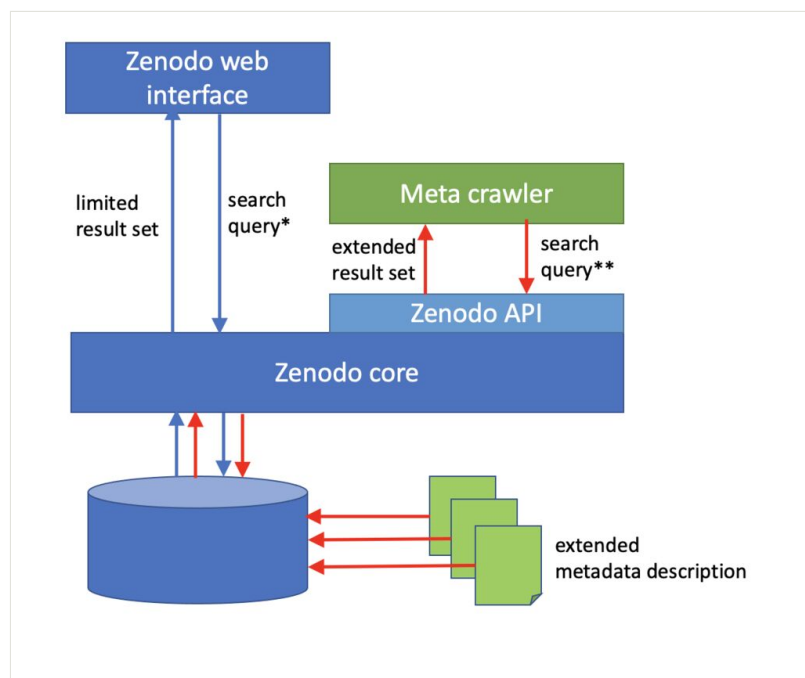 Zenodo web
interface
limited
result set
search
query*
Meta crawler
extended
result set
search
query**
Zenodo API
Zenodo core
extended
metadata description